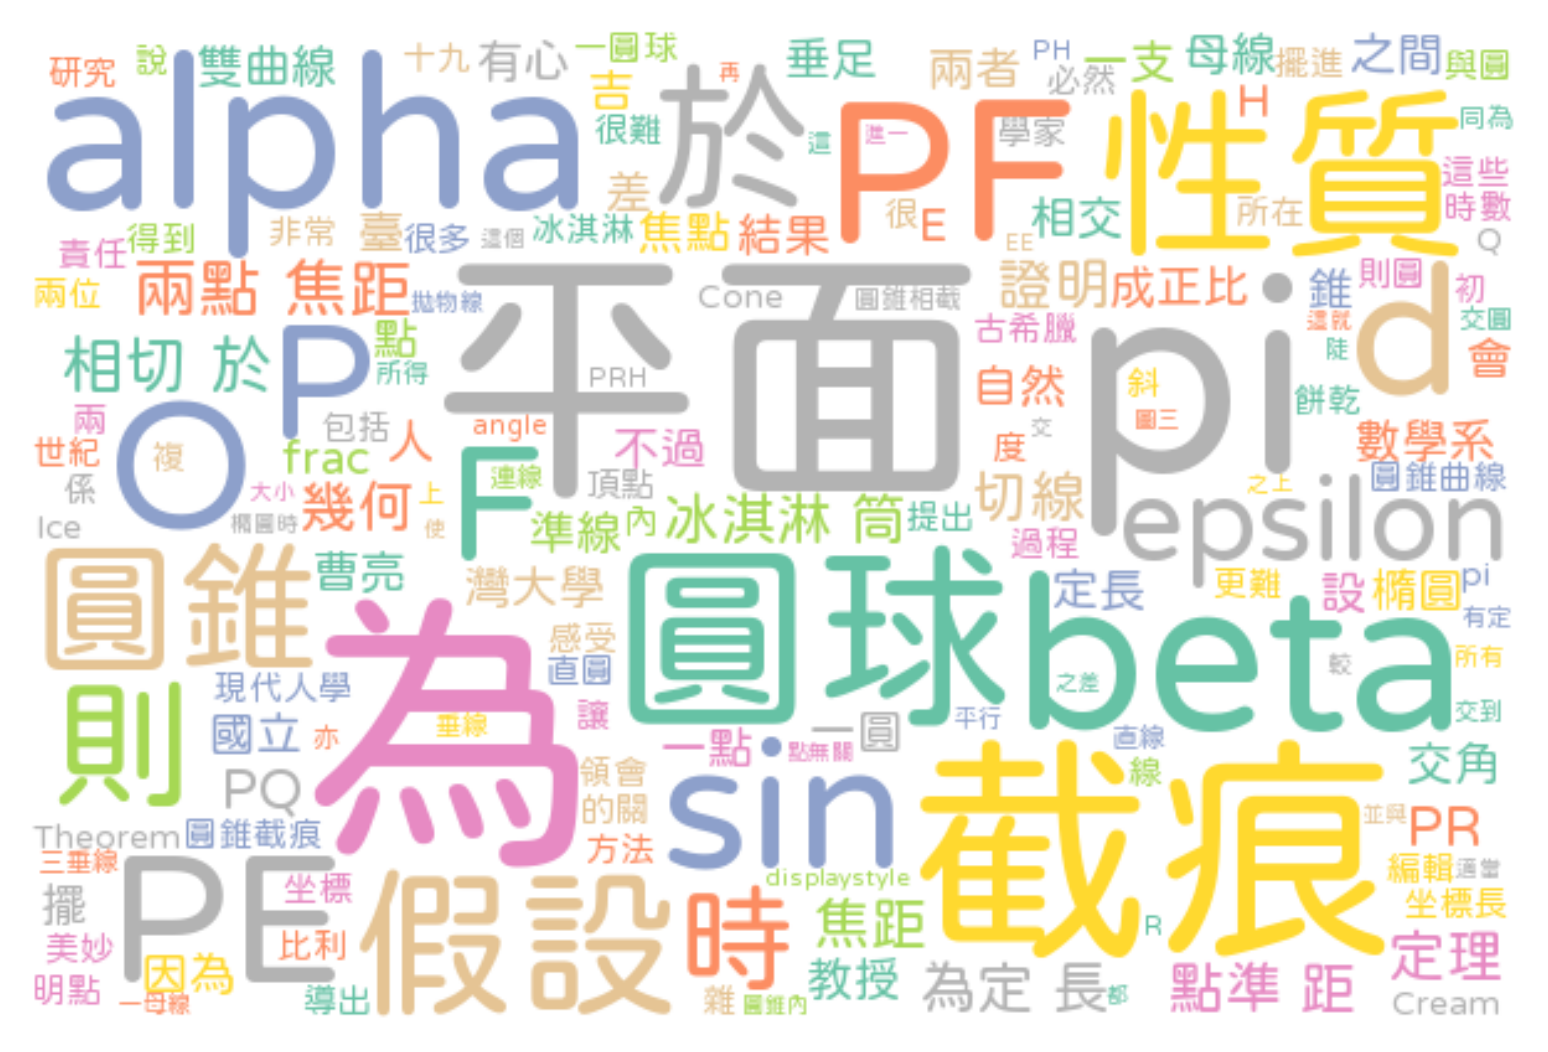 研究 說 雙曲線 十九 有心 一圓球 再 垂足 兩者 PH 必然 一支 母線 擺進 之間 與圓
alpha 於 吉 很難 這 PF 進一 學家 H 性質 同為
差 這些
責任 得到 非常 臺 很多 這個 冰淇淋 焦點 結果 很 E EE 相交 所在 時數 Q
兩位 兩點 焦距 拋物線 平面 Cone 圓錐相截 證明 成正比 錐 則圓 初
相切 於 P 點 所得 PRH 古希臘 pi 這就 陡 d 交圓 會
兩 O 複 包括 人 angle 不過 自然 斜 圖三 餅乾
世紀 係 frac F 連線 頂點 度 交 數學系
Ice 大小 橢圓時 幾何 上 使 準線 內 冰淇淋 筒 提出 切線 過程 之上 圓錐曲線 epsilon
圓錐 曹亮 灣大學 圓球 beta 定長 更難 設 橢圓 pi 有定
則 為 感受 直圓 現代人學 之差 較 所有
國立 亦 垂線 讓 一點 點無關 一圓 平行 直線 交到
PQ 領會 的關 sin 截痕 線 交角
Theorem 圓錐截痕 方法 並與 PR
三垂線 PE 坐標 假設 displaystyle 編輯 適當
擺 時 焦距 R 坐標長
美妙 因為 比利 教授 為定 長 都 點準 距 定理
明點 一母線 導出 雜 圓錐內 Cream